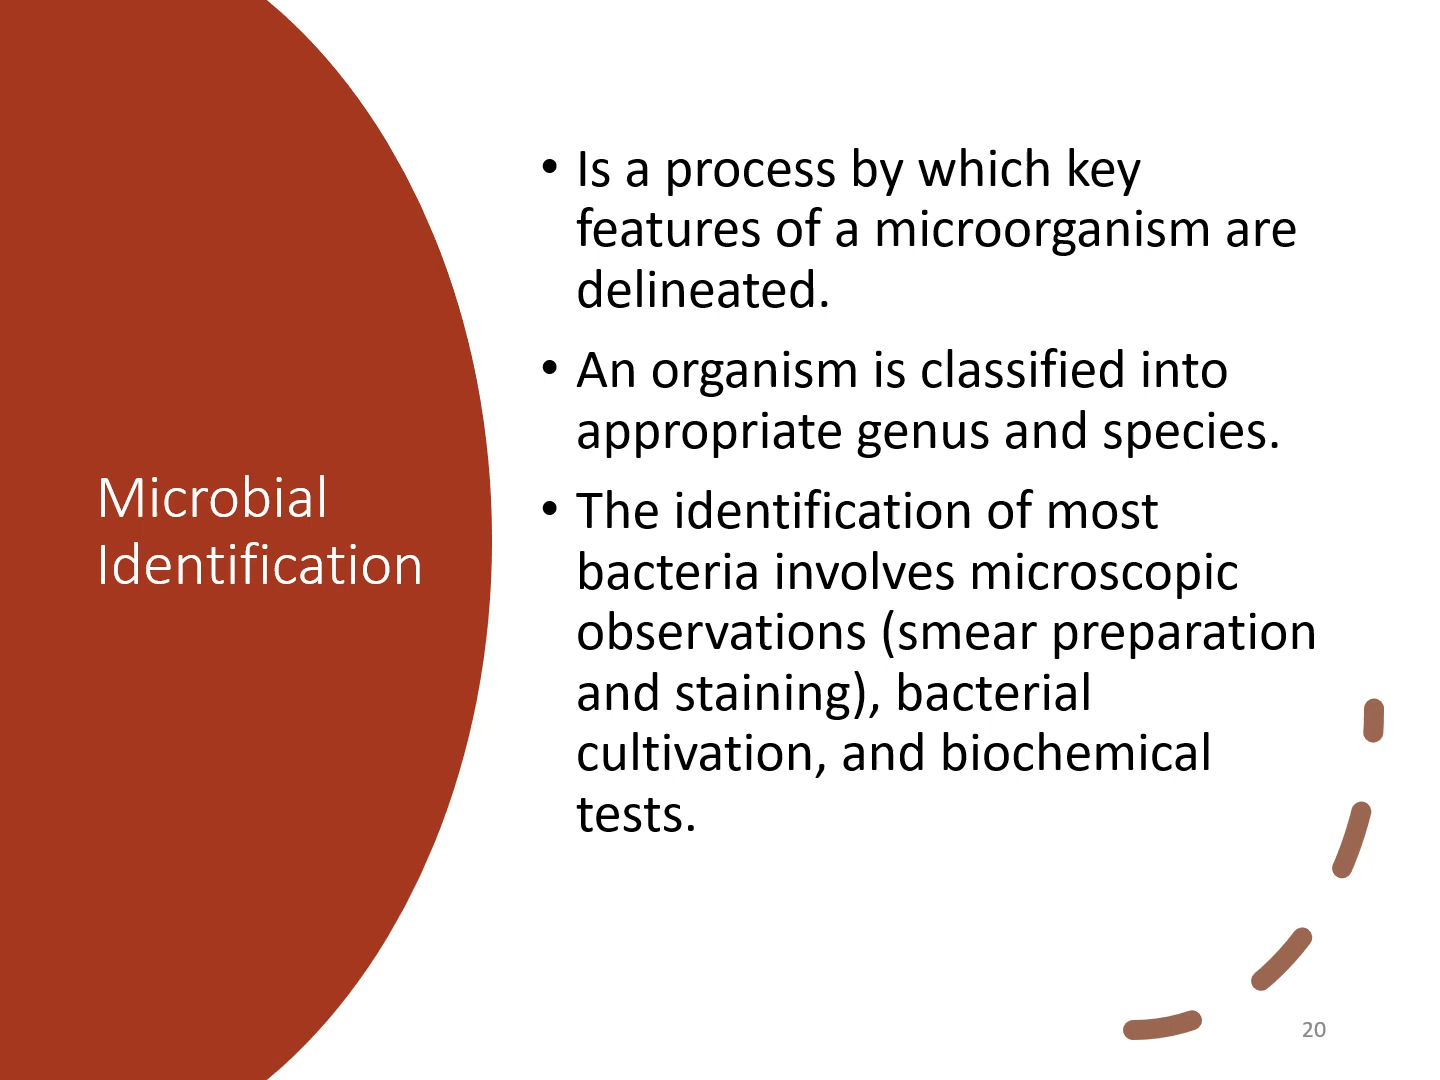 Microbial
Identification
• Is a process by which key
features of a microorganism are
delineated.
• An organism is classified into
appropriate genus and species.
• The identification of most
bacteria involves microscopic
observations (smear preparation
and staining), bacterial
cultivation, and biochemical
tests.
20